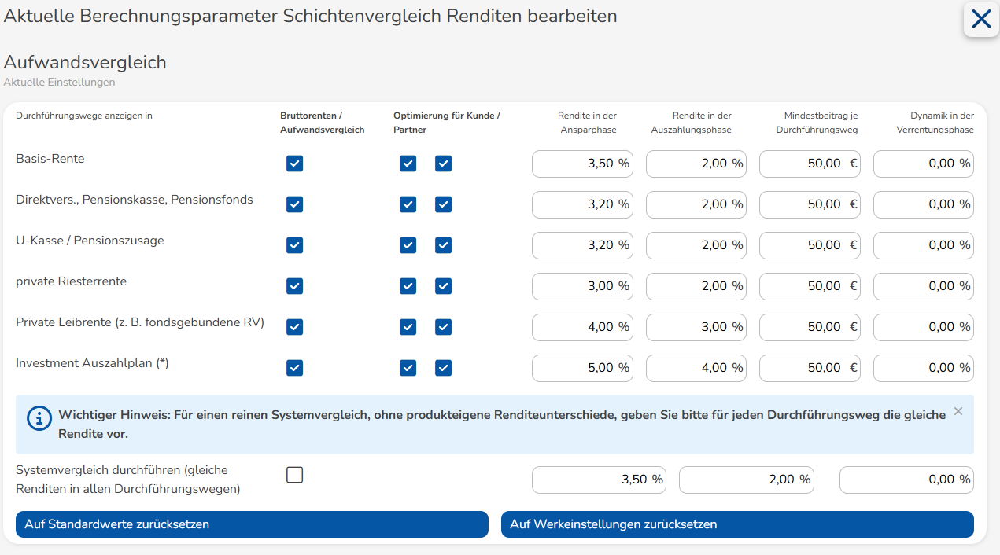 Aktuelle Berechnungsparameter Schichtenvergleich Renditen bearbeiten
Aufwandsvergleich
Aktuelle Einstellungen
Durchführungswege anzeigen in
Bruttorenten /
Aufwandsvergleich
Optimierung für Kunde /
Partner
Rendite in der
Ansparphase
Rendite in der
Auszahlungsphase
Mindestbeitrag je
Durchführungsweg
Dynamik in der
Verrentungsphase
Basis-Rente 3,50 % 2,00 % 50,00 € 0,00 %
Direktvers., Pensionskasse, Pensionsfonds 3,20 % 2,00 % 50,00 € 0,00 %
U-Kasse / Pensionszusage 3,20 % 2,00 % 50,00 € 0,00 %
private Riesterrente 3,00 % 2,00 % 50,00 € 0,00 %
Private Leibrente (z. B. fondsgebundene RV) 4,00 % 3,00 % 50,00 € 0,00 %
Investment Auszahlplan (*) 5,00 % 4,00 % 50,00 € 0,00 %
Wichtiger Hinweis: Für einen reinen Systemvergleich, ohne produkteigene Renditeunterschiede, geben Sie bitte für jeden Durchführungsweg die gleiche
Rendite vor.
Systemvergleich durchführen (gleiche
Renditen in allen Durchführungswegen)
3,50 % 2,00 % 0,00 %
Auf Standardwerte zurücksetzen
Auf Werkeinstellungen zurücksetzen